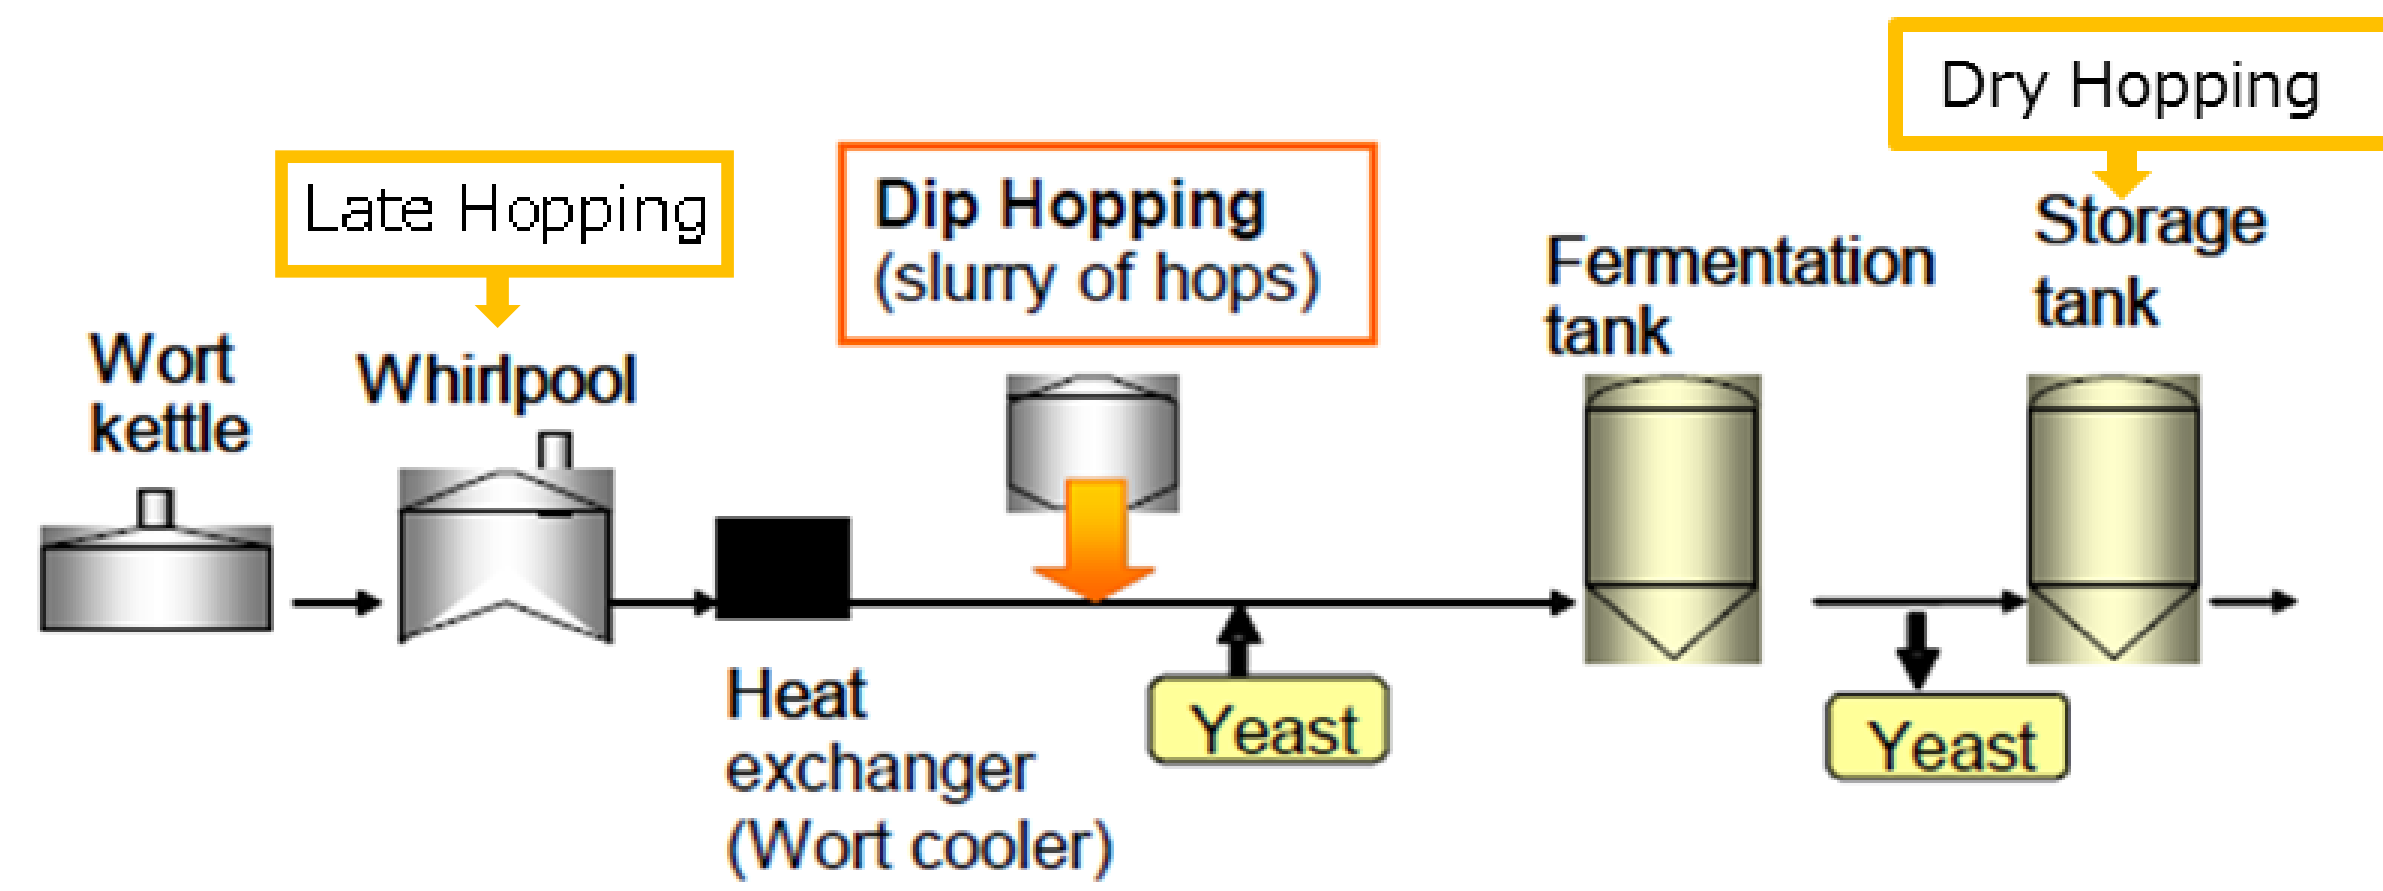 Dry Hopping
Late Hopping
Dip Hopping
(slurry of hops)
Storage
tank
Fermentation
tank
Wort
kettle
Whirlpool
Heat
exchanger
(Wort cooler)
Yeast
Yeast